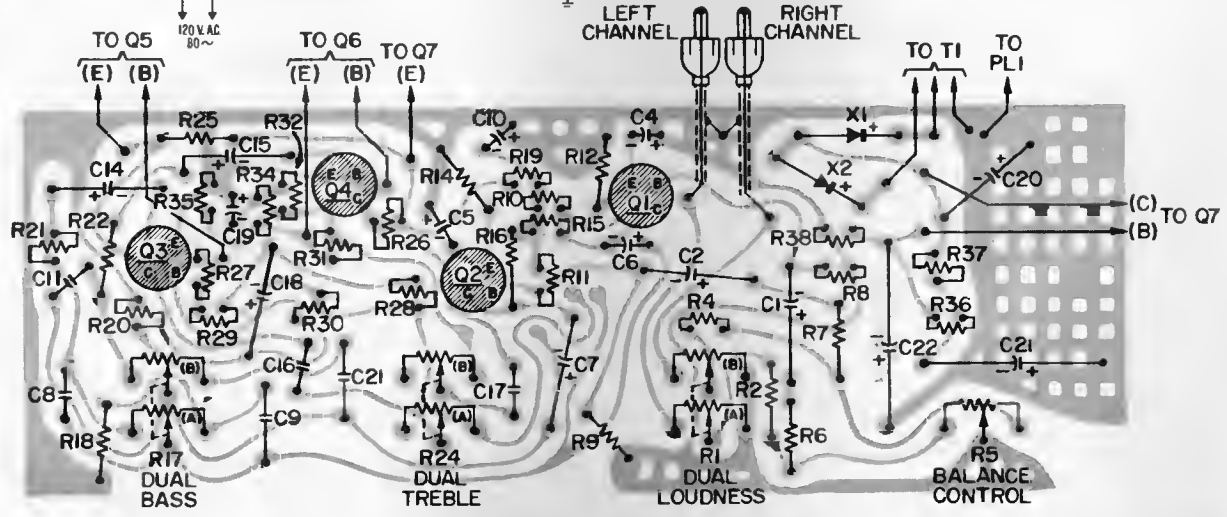 120 V. A.C.
80~
LEFT CHANNEL
RIGHT CHANNEL
TO Q5
(E) (B)
TO Q6
(E) (B)
TO Q7
(E)
TO T1
TO PL1
R25
C15
R32
C10
C4
X1
C14
R34
Q4
E B
C
R14
R19
R12
X2
C20
R35
R10
Q1
E B
C
(C)
TO Q7
(B)
R21
R22
C19
R26
C5
R15
R38
Q3
E
C B
R31
R16
C6
R37
C11
R27
C18
Q2
E
C B
R11
C2
R8
R20
R29
R30
R28
R4
C1
R7
R36
C8
(B)
C16
C21
(B)
C17
C7
(B)
R2
C22
C21
R18
(A)
C9
(A)
R9
(A)
R6
R17
DUAL
BASS
R24
DUAL
TREBLE
R1
DUAL
LOUDNESS
R5
BALANCE
CONTROL